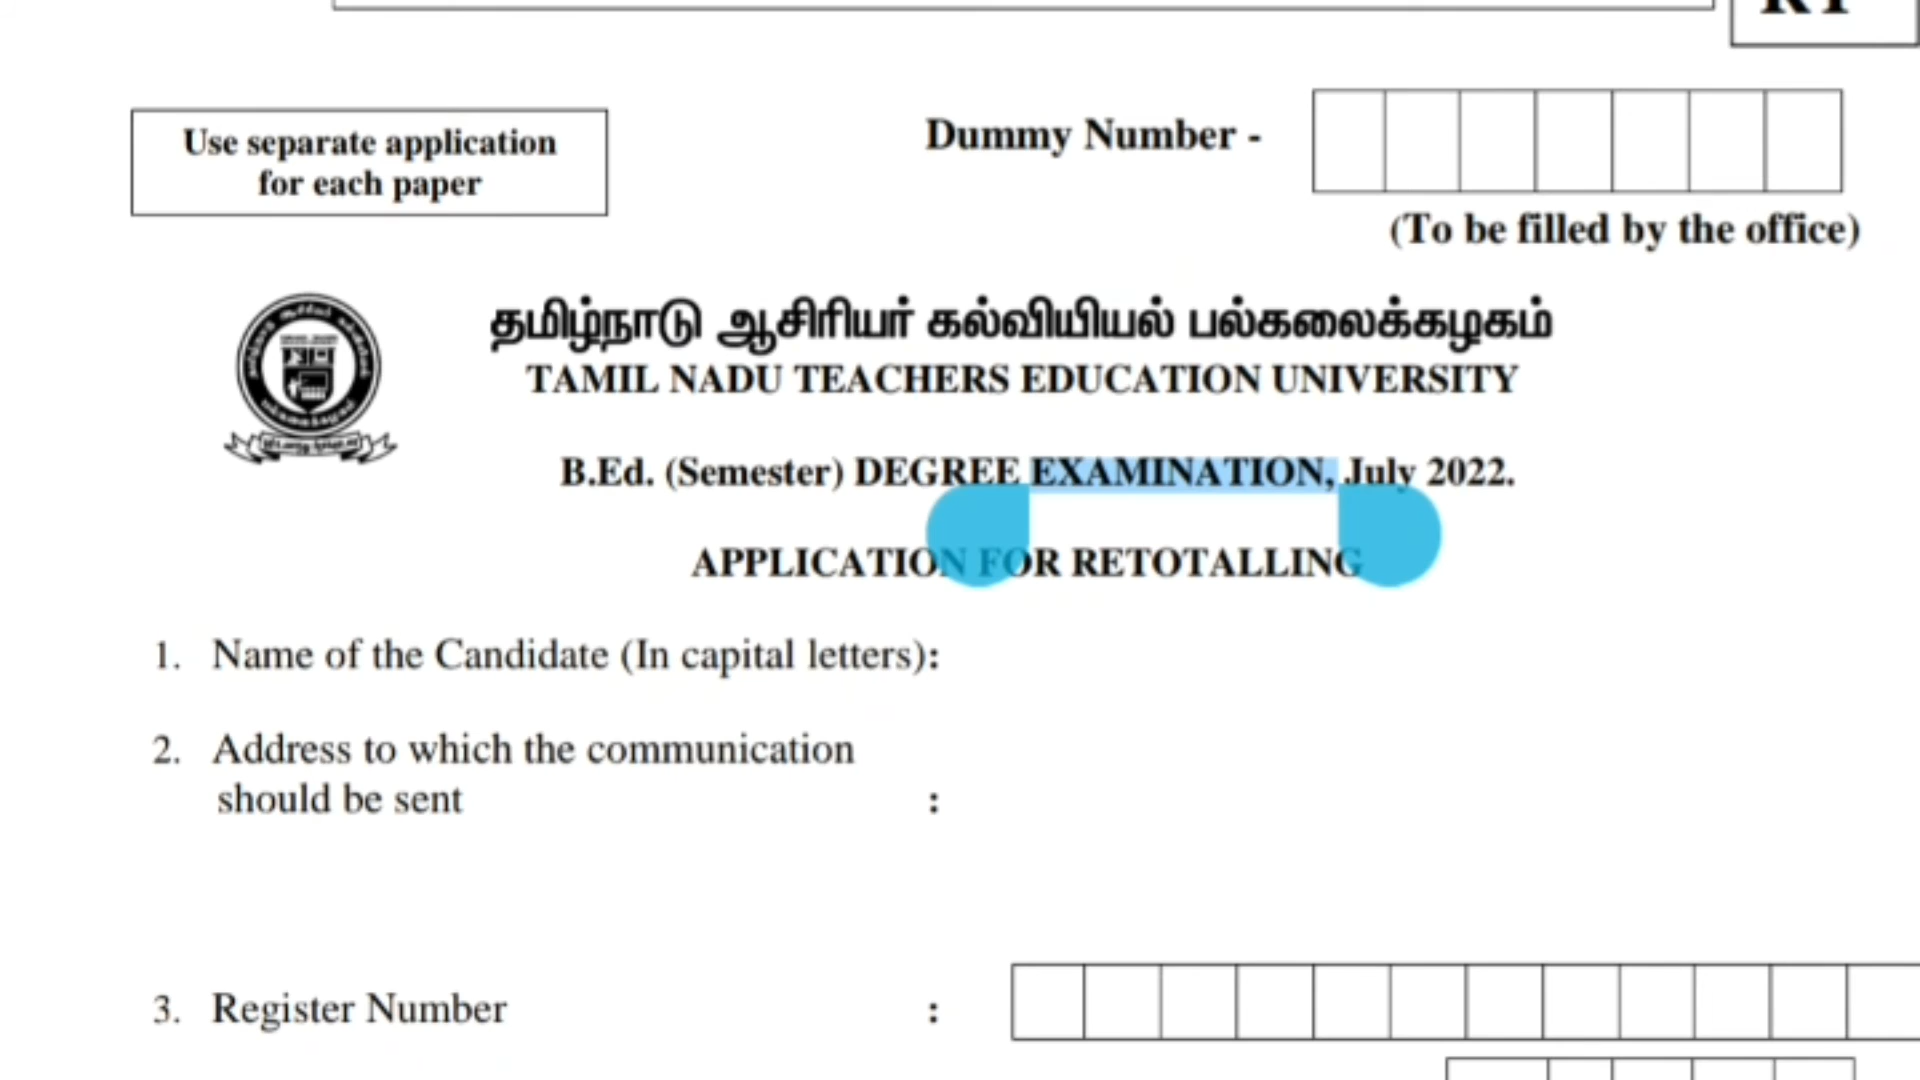 Use separate application
for each paper
Dummy Number -
(To be filled by the office)
தமிழ்நாடு ஆசிரியர் கல்வியியல் பல்கலைக்கழகம்
TAMIL NADU TEACHERS EDUCATION UNIVERSITY
B.Ed. (Semester) DEGREE EXAMINATION, July 2022.
APPLICATION FOR RETOTALLING
1. Name of the Candidate (In capital letters):
2. Address to which the communication
should be sent :
3. Register Number :